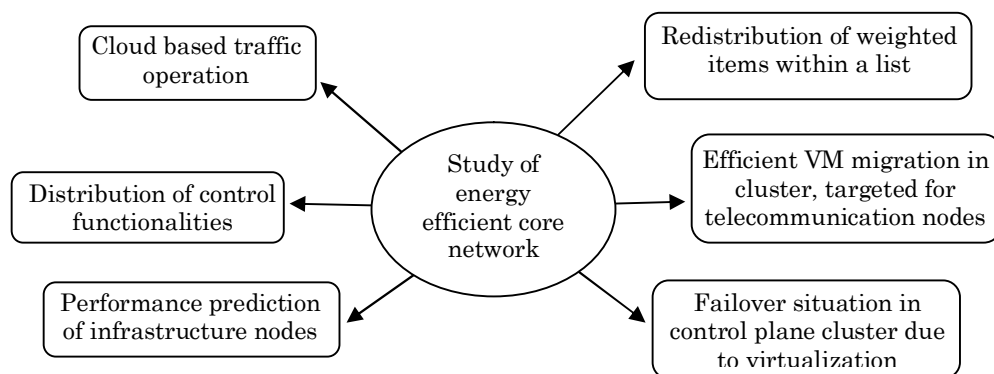 Cloud based traffic
operation
Redistribution of weighted
items within a list
Study of
energy
efficient core
network
Distribution of control
functionalities
Efficient VM migration in
cluster, targeted for
telecommunication nodes
Performance prediction
of infrastructure nodes
Failover situation in
control plane cluster due
to virtualization